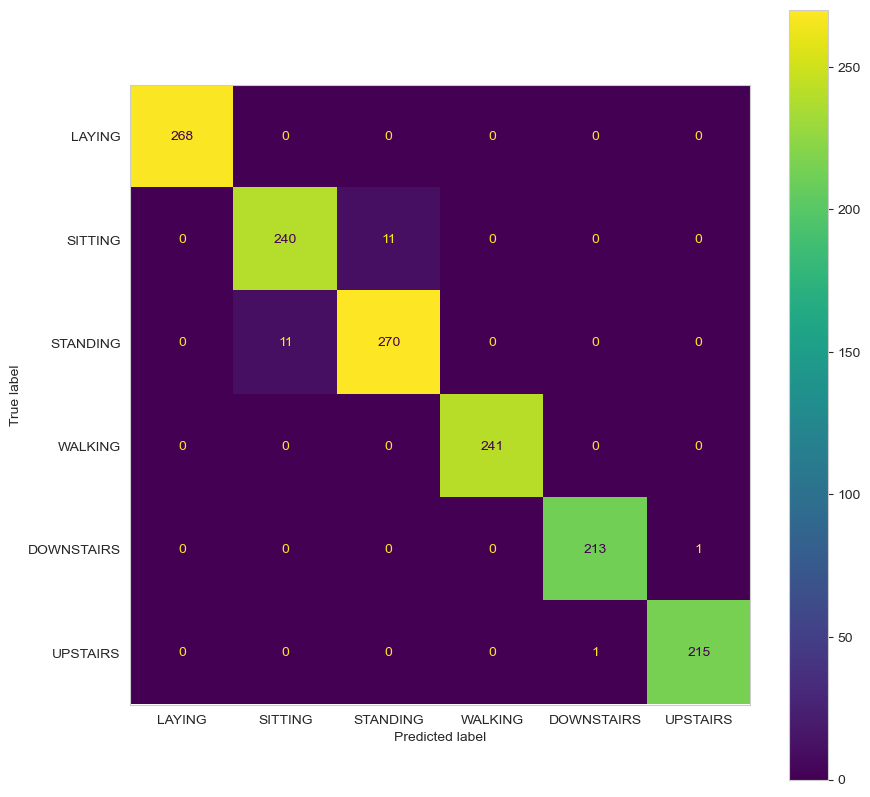 LAYING 268 0 0 0 0 0
SITTING 0 240 11 0 0 0
STANDING 0 11 270 0 0 0
WALKING 0 0 0 241 0 0
DOWNSTAIRS 0 0 0 0 213 1
UPSTAIRS 0 0 0 0 1 215
LAYING SITTING STANDING WALKING DOWNSTAIRS UPSTAIRS
Predicted label
True label
250
200
150
100
50
0